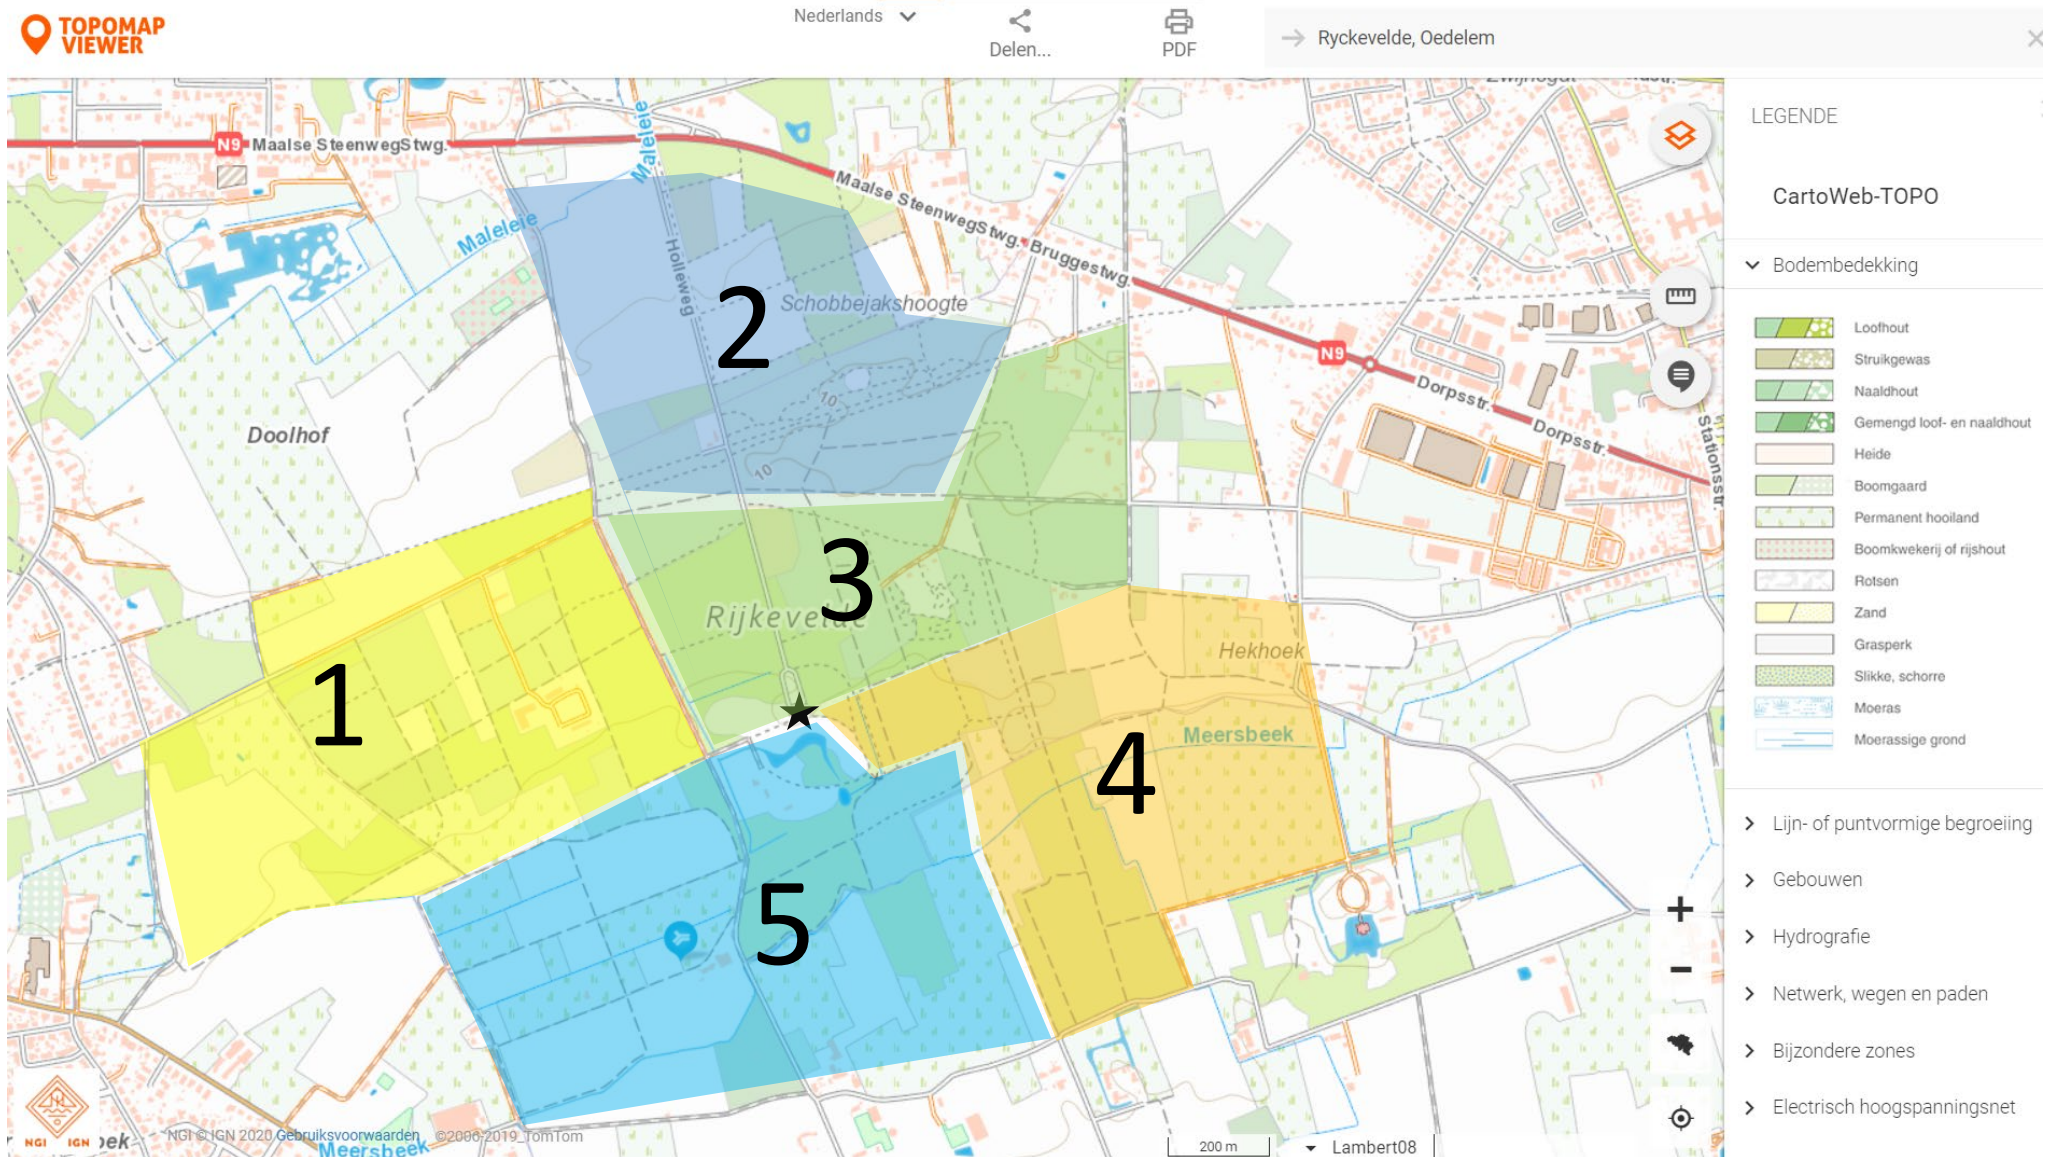 TOPOMAP
VIEWER
Nederlands
Delen...
PDF
Ryckevelde, Oedelem
N9
Maalse SteenwegStwg.
Maleleie
Maleleie
Maalse SteenwegStwg.
Bruggestwg.
Holleweg
2
Schobbejakshoogte
10
10
N9
Dorpsstr.
Dorpsstr.
Stationsstr.
Doolhof
3
Rijkevelde
1
Hekhoek
Meersbeek
4
5
NGI IGN
NGI © IGN 2020 Gebruiksvoorwaarden ©2006-2019 TomTom
Meersbeek
200 m
Lambert08
LEGENDE
CartoWeb-TOPO
Bodembedekking
Loofhout
Struikgewas
Naaldhout
Gemengd loof- en naaldhout
Heide
Boomgaard
Permanent hooiland
Boomkwekerij of rijshout
Rotsen
Zand
Grasperk
Slikke, schorre
Moeras
Moerassige grond
Lijn- of puntvormige begroeiing
Gebouwen
Hydrografie
Netwerk, wegen en paden
Bijzondere zones
Electrisch hoogspanningsnet